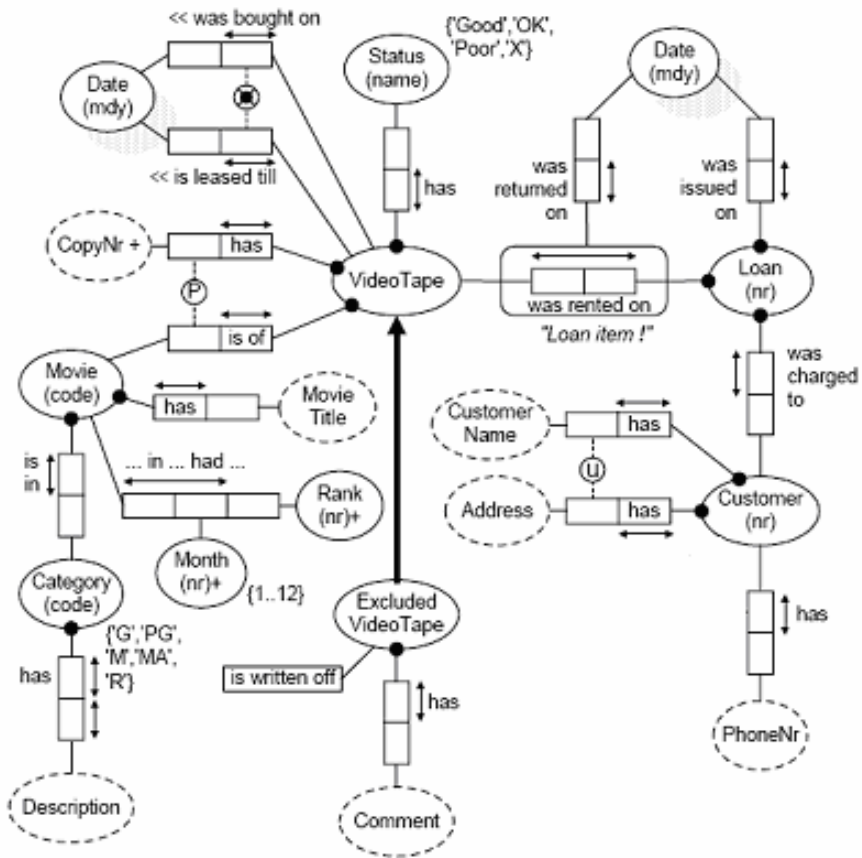 << was bought on
Date
(mdy)
<< is leased till
{'Good','OK',
'Poor','X'}
Status
(name)
has
Date
(mdy)
was
returned
on
was
issued
on
CopyNr +
has
P
is of
VideoTape
was rented on
"Loan item !"
Loan
(nr)
Movie
(code)
has
Movie
Title
was
charged
to
Customer
Name
has
U
Address
has
Customer
(nr)
is
in
... in ... had ...
Rank
(nr)+
Month
(nr)+
{1..12}
Category
(code)
{'G','PG'
'M','MA',
'R'}
has
Description
Excluded
VideoTape
is written off
has
Comment
has
PhoneNr